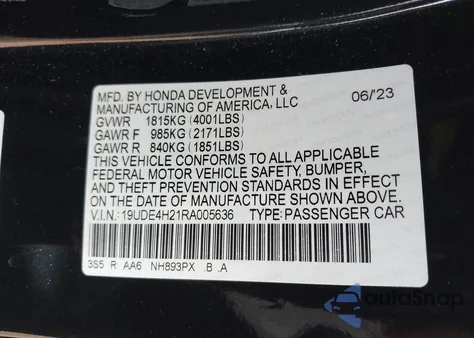 MFD. BY HONDA DEVELOPMENT &
MANUFACTURING OF AMERICA, LLC 06/23
GVWR 1815KG (4001LBS)
GAWR F 985KG (2171LBS)
GAWR R 840KG (1851LBS)
THIS VEHICLE CONFORMS TO ALL APPLICABLE
FEDERAL MOTOR VEHICLE SAFETY, BUMPER,
AND THEFT PREVENTION STANDARDS IN EFFECT
ON THE DATE OF MANUFACTURE SHOWN ABOVE.
V.I.N.: 19UDE4H21RA005636 TYPE: PASSENGER CAR
3S5 R AA6 NH893PX .B .A
autoSnap